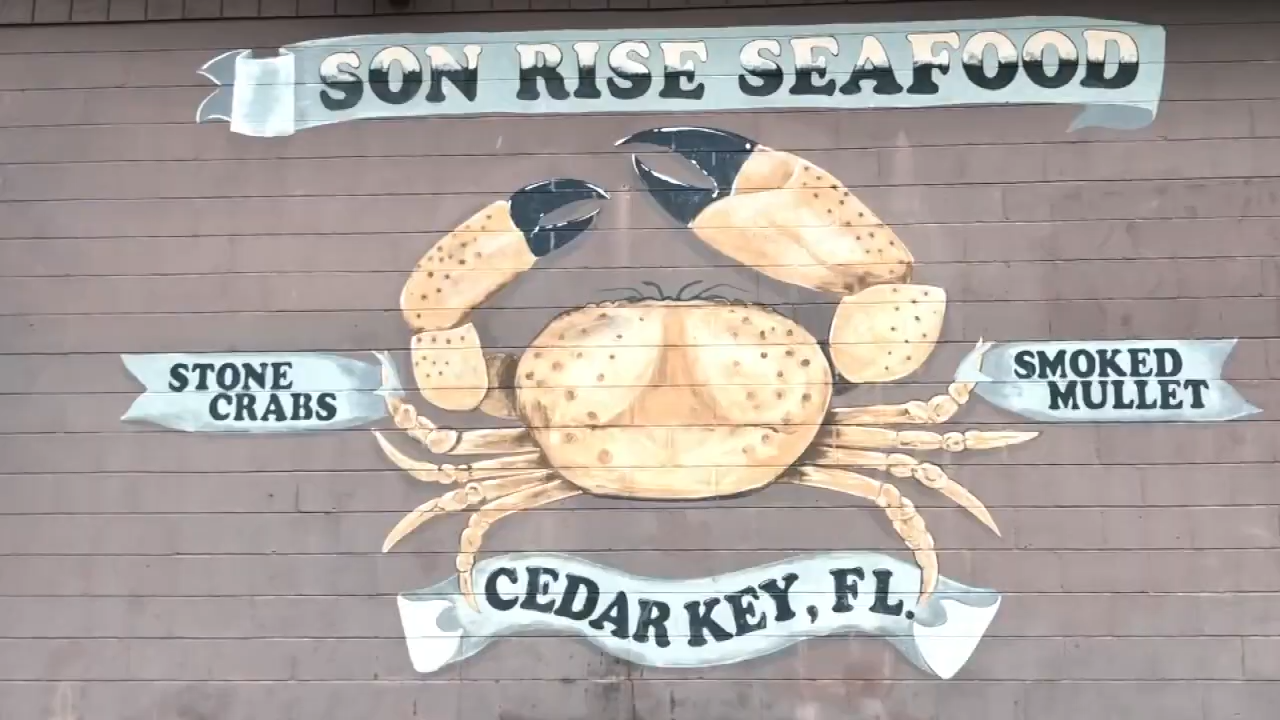 SON RISE SEAFOOD
STONE
CRABS
SMOKED
MULLET
CEDAR KEY, FL.